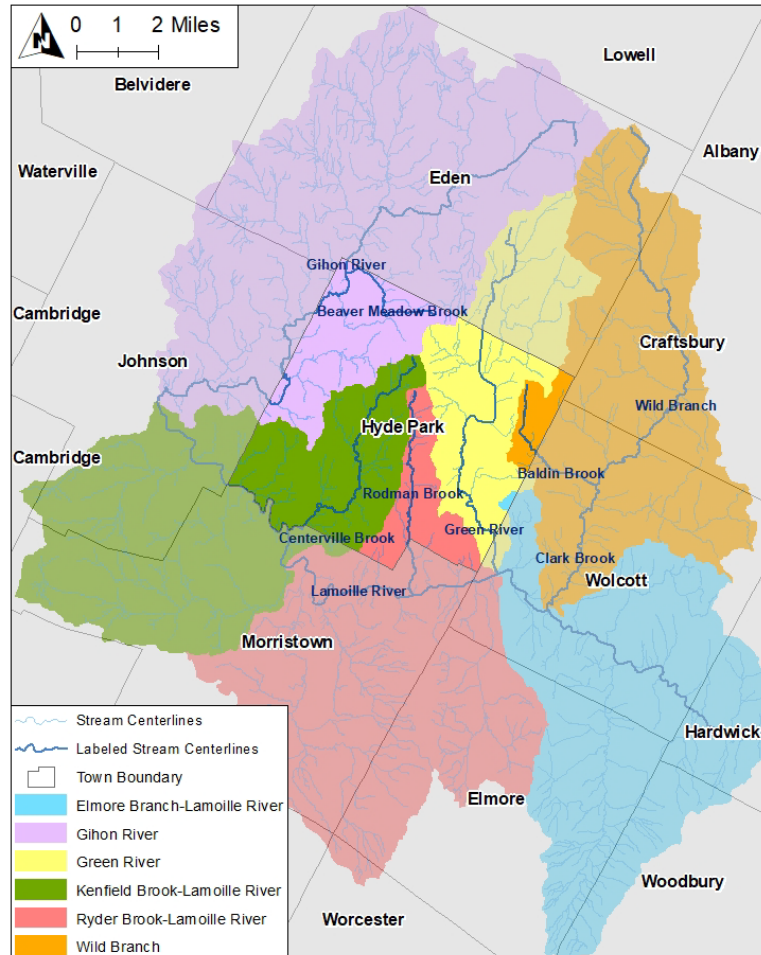 0 1 2 Miles
N
Lowell
Belvidere
Albany
Waterville
Eden
Gihon River
Cambridge
Beaver Meadow Brook
Craftsbury
Johnson
Wild Branch
Hyde Park
Cambridge
Baldin Brook
Rodman Brook
Green River
Centerville Brook
Clark Brook
Wolcott
Lamoille River
Morristown
Hardwick
Elmore
Woodbury
Worcester
Stream Centerlines
Labeled Stream Centerlines
Town Boundary
Elmore Branch-Lamoille River
Gihon River
Green River
Kenfield Brook-Lamoille River
Ryder Brook-Lamoille River
Wild Branch